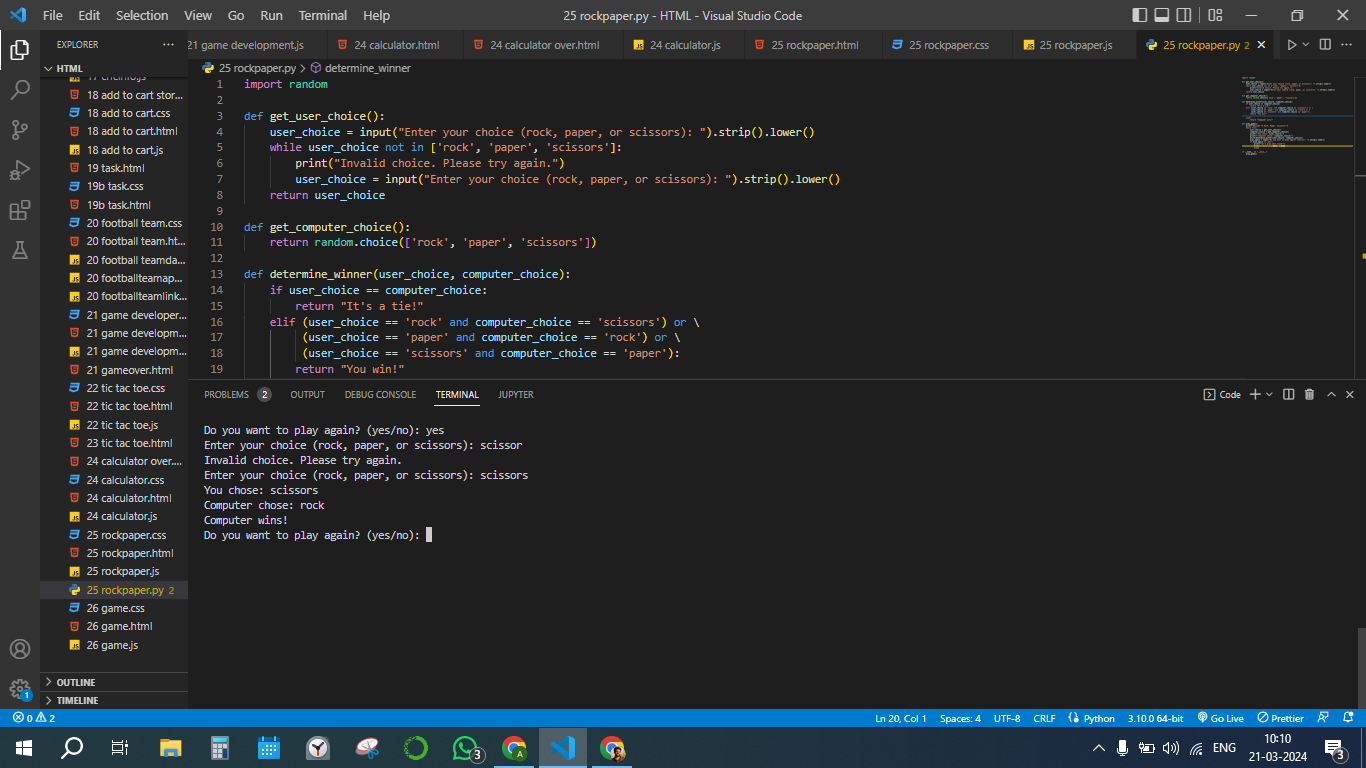 File Edit Selection View Go Run Terminal Help 25 rockpaper.py - HTML - Visual Studio Code
EXPLORER
21 game development.js 24 calculator.html 24 calculator over.html 24 calculator.js 25 rockpaper.html 25 rockpaper.css 25 rockpaper.js 25 rockpaper.py 2
HTML
25 rockpaper.py > determine_winner
17 cricinfo.js
18 add to cart stor...
18 add to cart.css
18 add to cart.html
18 add to cart.js
19 task.html
19b task.css
19b task.html
20 football team.css
20 football team.ht...
20 football teamda...
20 footballteamap...
20 footballteamlink...
21 game developer...
21 game developm...
21 game developm...
21 gameover.html
22 tic tac toe.css
22 tic tac toe.html
22 tic tac toe.js
23 tic tac toe.html
24 calculator over....
24 calculator.css
24 calculator.html
24 calculator.js
25 rockpaper.css
25 rockpaper.html
25 rockpaper.js
25 rockpaper.py 2
26 game.css
26 game.html
26 game.js
OUTLINE
TIMELINE
1 import random
2
3 def get_user_choice():
4     user_choice = input("Enter your choice (rock, paper, or scissors): ").strip().lower()
5     while user_choice not in ['rock', 'paper', 'scissors']:
6         print("Invalid choice. Please try again.")
7         user_choice = input("Enter your choice (rock, paper, or scissors): ").strip().lower()
8     return user_choice
9
10 def get_computer_choice():
11     return random.choice(['rock', 'paper', 'scissors'])
12
13 def determine_winner(user_choice, computer_choice):
14     if user_choice == computer_choice:
15         return "It's a tie!"
16     elif (user_choice == 'rock' and computer_choice == 'scissors') or \
17          (user_choice == 'paper' and computer_choice == 'rock') or \
18          (user_choice == 'scissors' and computer_choice == 'paper'):
19         return "You win!"
PROBLEMS 2 OUTPUT DEBUG CONSOLE TERMINAL JUPYTER Code
Do you want to play again? (yes/no): yes
Enter your choice (rock, paper, or scissors): scissor
Invalid choice. Please try again.
Enter your choice (rock, paper, or scissors): scissors
You chose: scissors
Computer chose: rock
Computer wins!
Do you want to play again? (yes/no):
1
0 2 Ln 20, Col 1 Spaces: 4 UTF-8 CRLF Python 3.10.0 64-bit Go Live Prettier
3 A ENG 10:10
21-03-2024 3